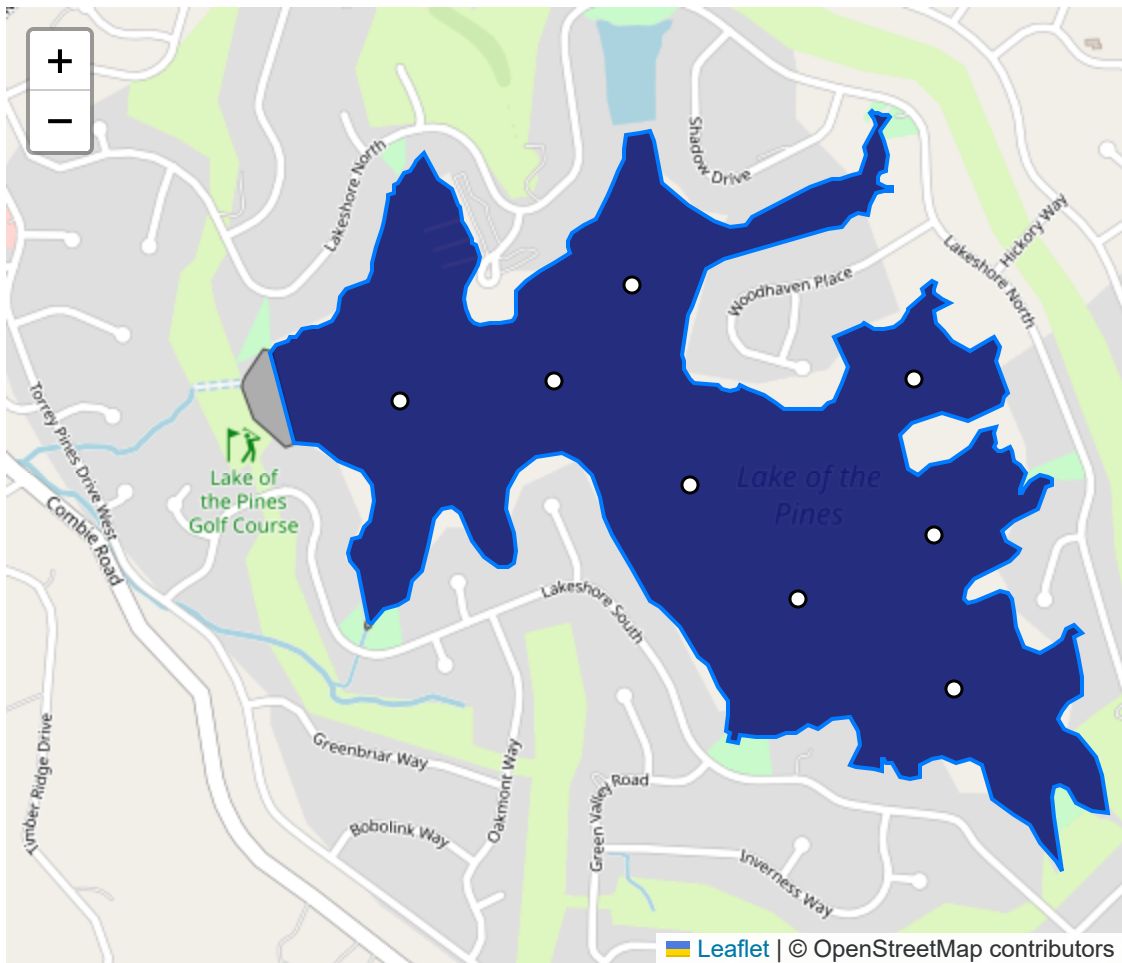 +
−
Lakeshore North
Shadow Drive
Hickory Way
Lakeshore North
Woodhaven Place
Torrey Pines Drive West
Combie Road
Lake of
the Pines
Golf Course
Lake of the
Pines
Lakeshore South
Timber Ridge Drive
Greenbriar Way
Oakmont Way
Bobolink Way
Green Valley Road
Inverness Way
Leaflet | © OpenStreetMap contributors